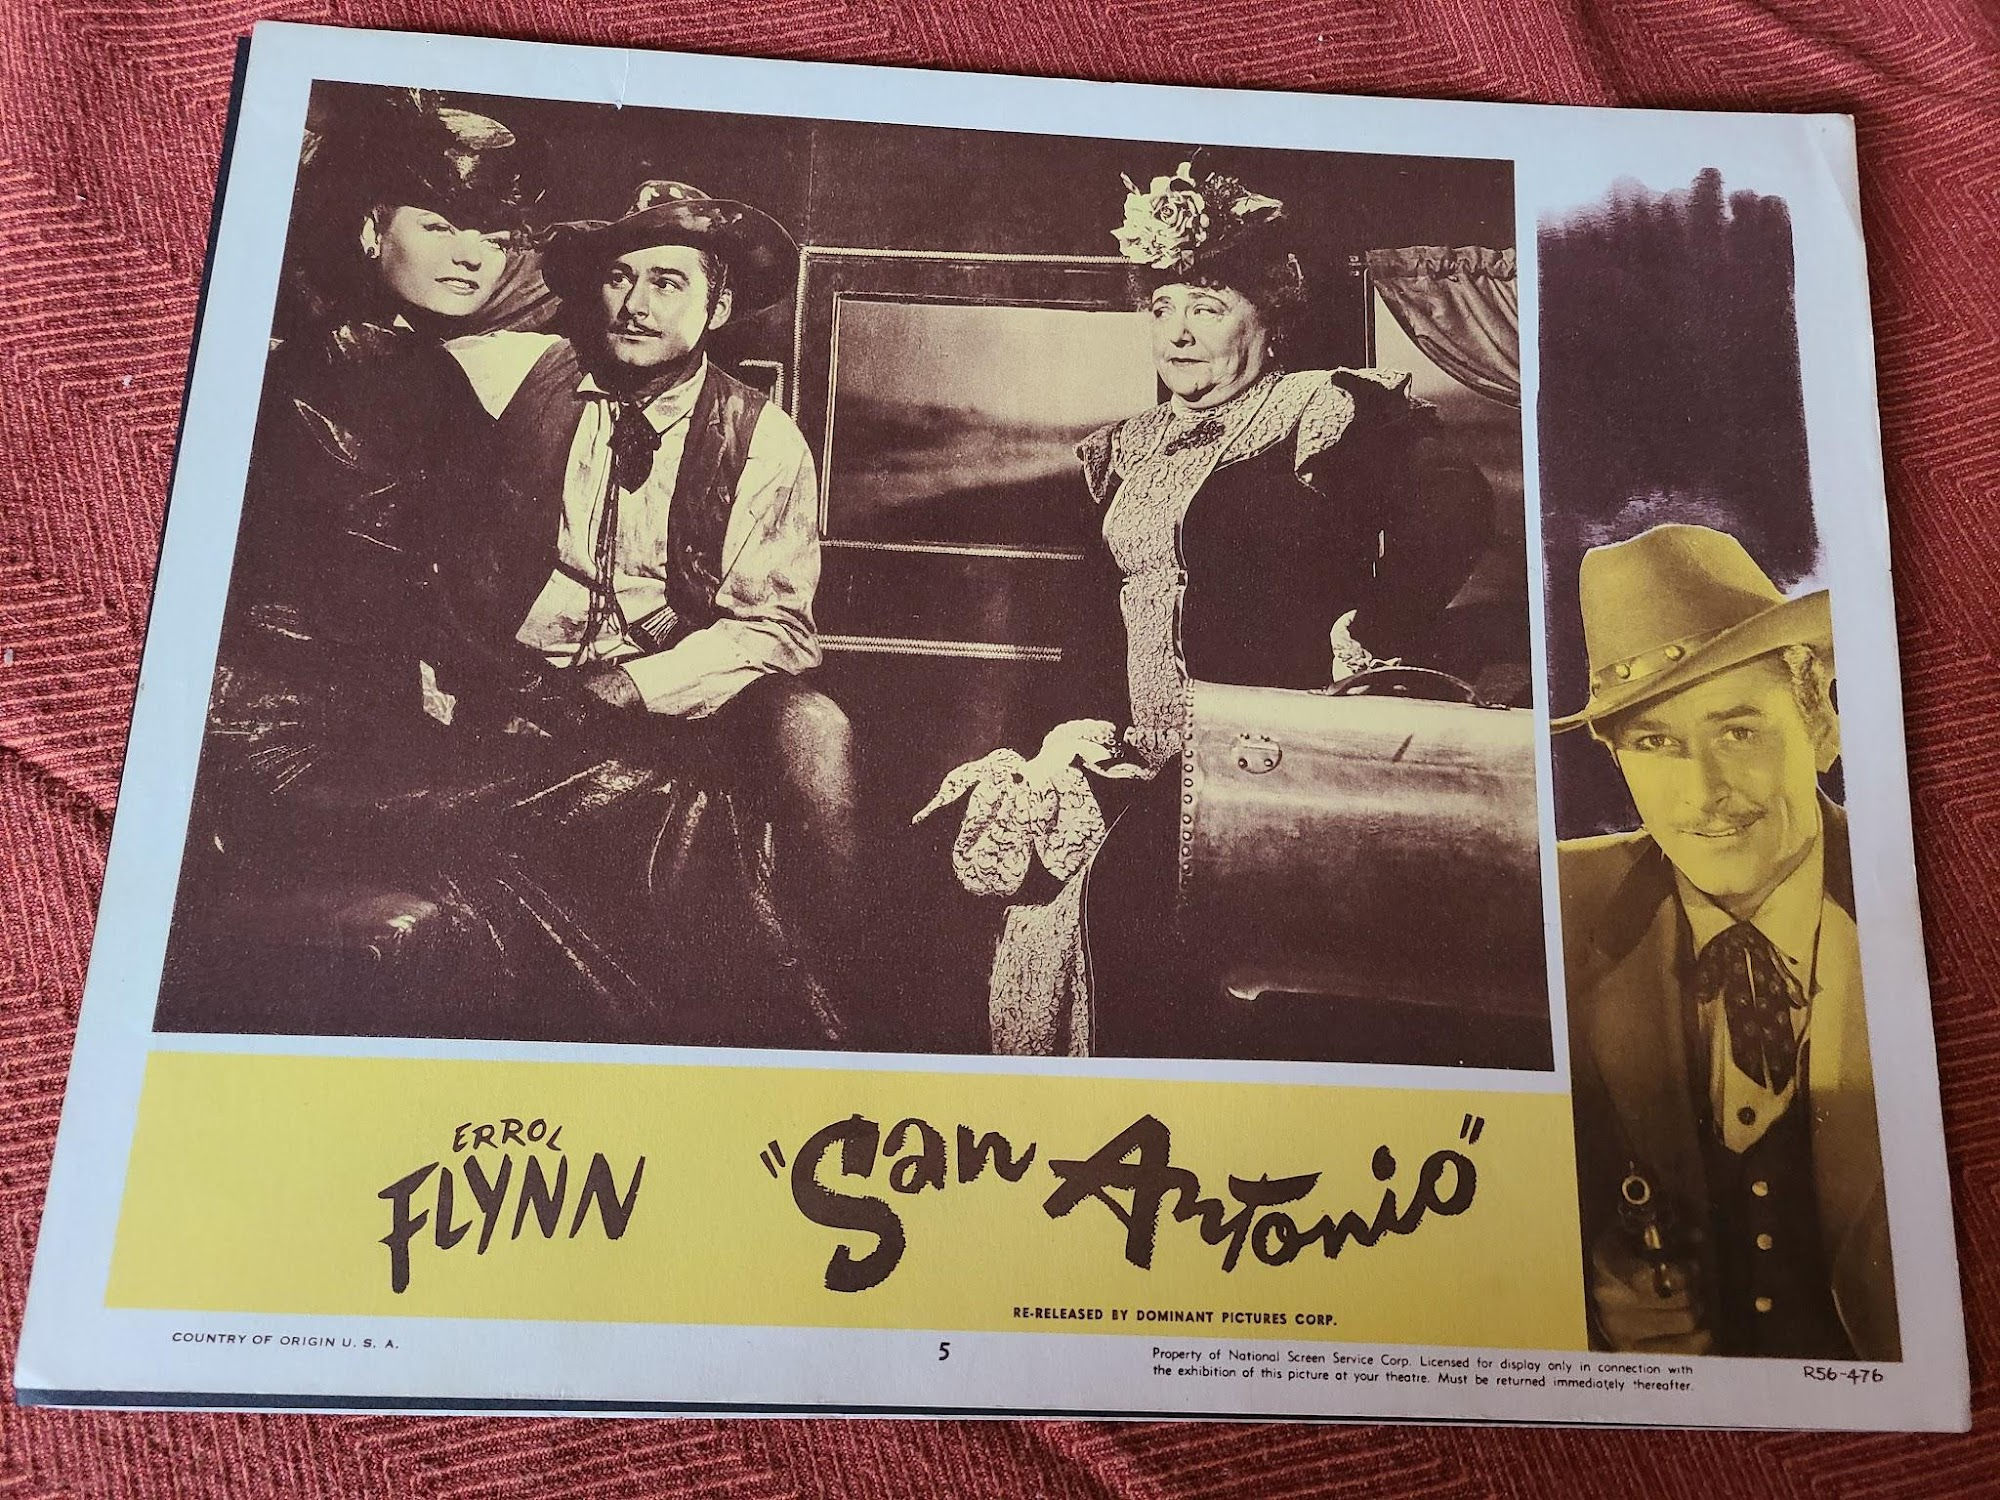 ERROL
FLYNN
"San Antonio"
RE-RELEASED BY DOMINANT PICTURES CORP.
COUNTRY OF ORIGIN U. S. A.
5
Property of National Screen Service Corp. Licensed for display only in connection with
the exhibition of this picture at your theatre. Must be returned immediately thereafter.
R56-476